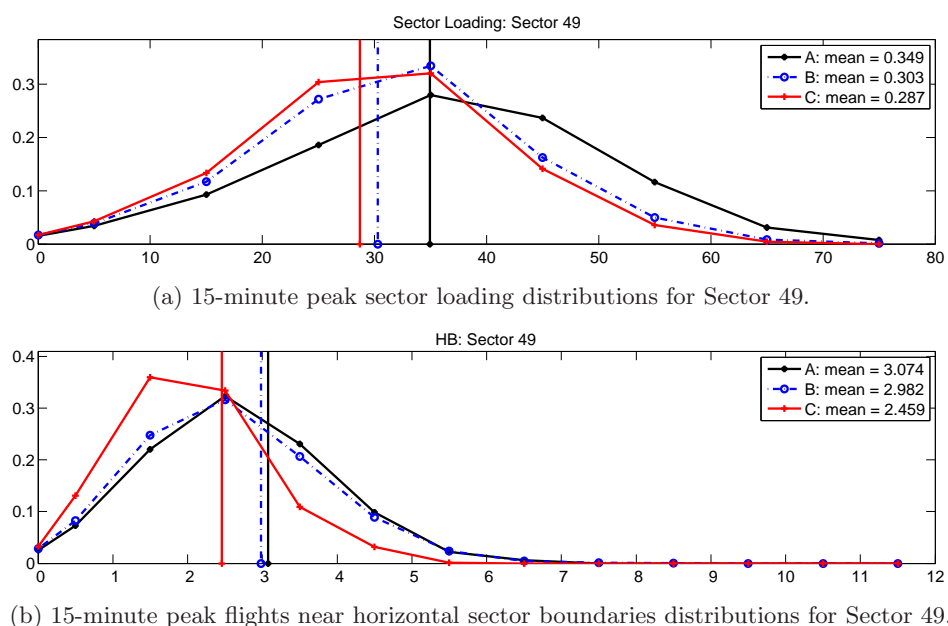 Sector Loading: Sector 49
0.3
0.2
0.1
0
A: mean = 0.349
B: mean = 0.303
C: mean = 0.287
0 10 20 30 40 50 60 70 80
(a) 15-minute peak sector loading distributions for Sector 49.
HB: Sector 49
0.4
0.3
0.2
0.1
0
A: mean = 3.074
B: mean = 2.982
C: mean = 2.459
0 1 2 3 4 5 6 7 8 9 10 11 12
(b) 15-minute peak flights near horizontal sector boundaries distributions for Sector 49.